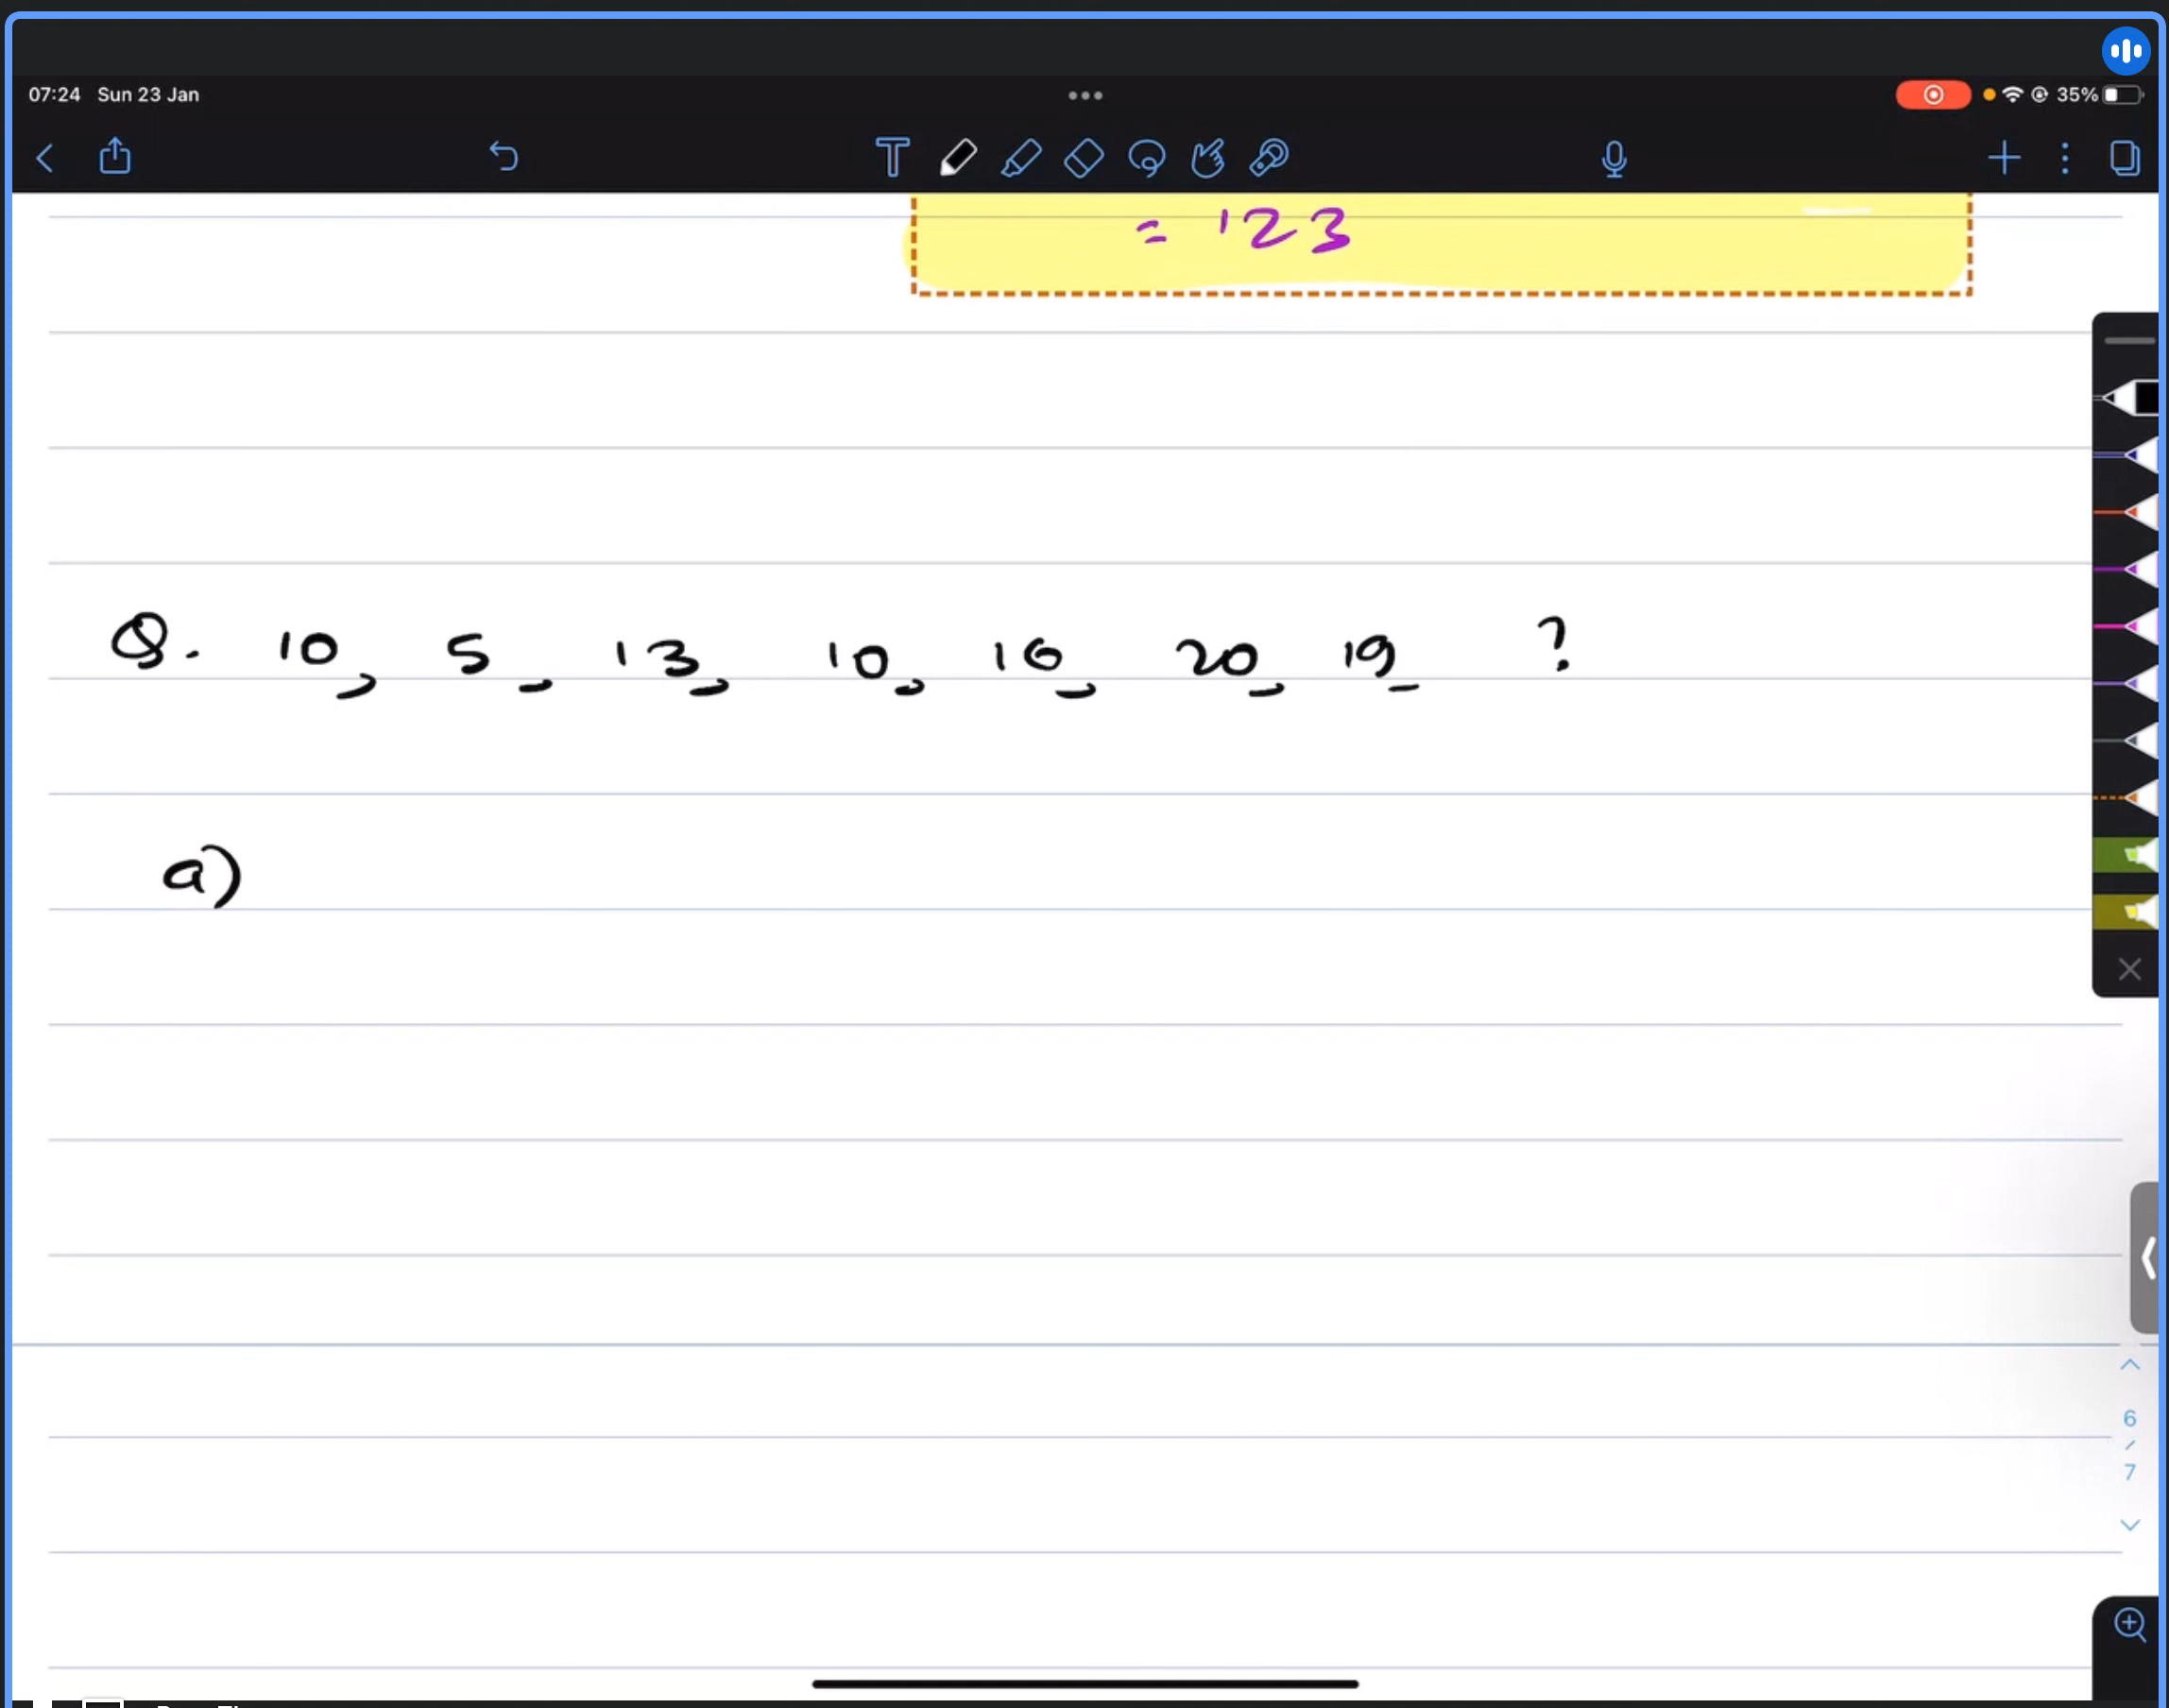 07:24 Sun 23 Jan
35%
= 123
Q. 10, 5, 13, 10, 16, 20, 19, ?
a)
6
/
7